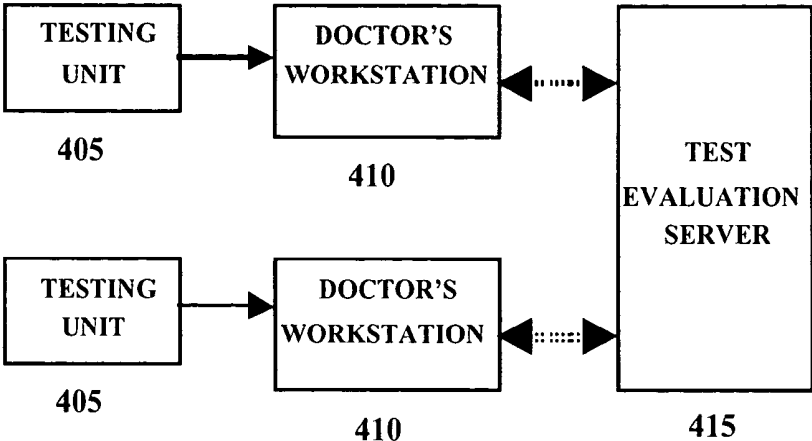 TESTING
UNIT
405
DOCTOR'S
WORKSTATION
410
TEST
EVALUATION
SERVER
TESTING
UNIT
405
DOCTOR'S
WORKSTATION
410
415